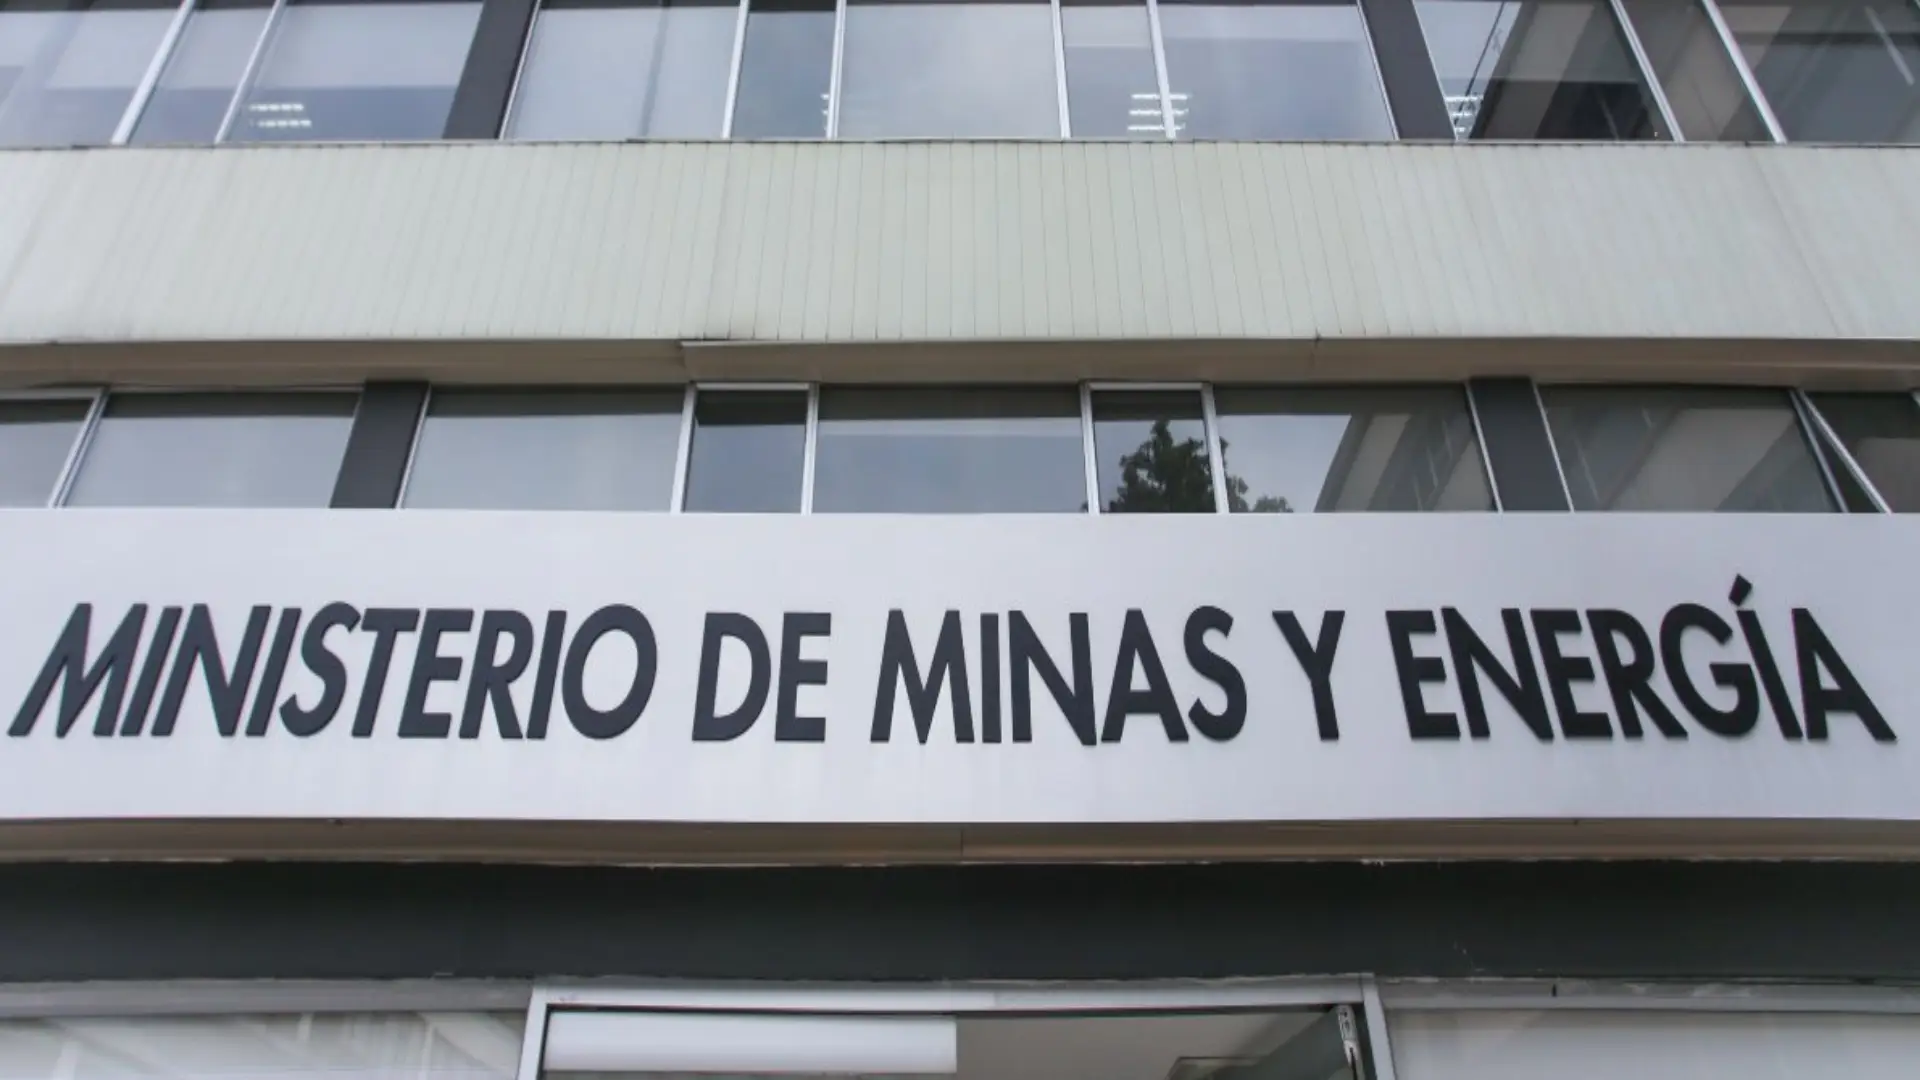 MINISTERIO DE MINAS Y ENERGÍA